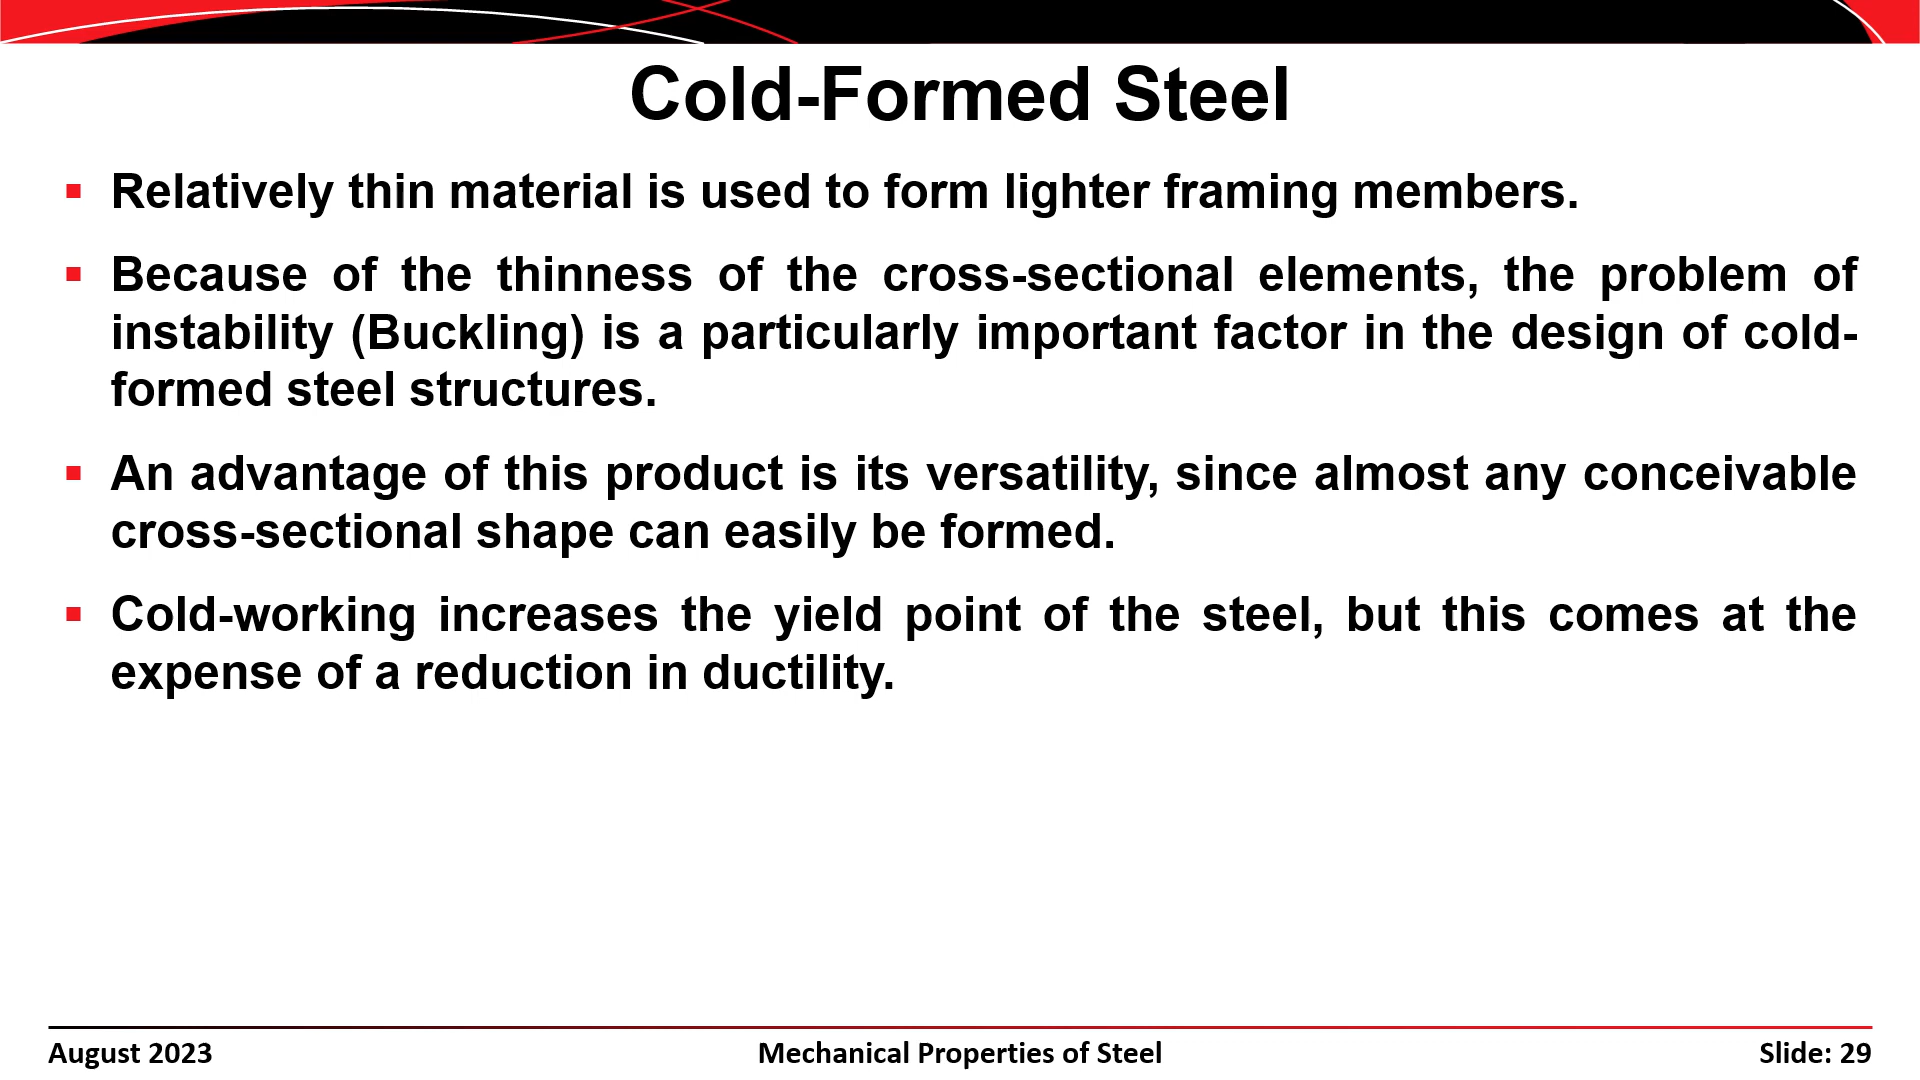 Cold-Formed Steel
▪ Relatively thin material is used to form lighter framing members.
▪ Because of the thinness of the cross-sectional elements, the problem of
instability (Buckling) is a particularly important factor in the design of cold-
formed steel structures.
▪ An advantage of this product is its versatility, since almost any conceivable
cross-sectional shape can easily be formed.
▪ Cold-working increases the yield point of the steel, but this comes at the
expense of a reduction in ductility.
August 2023
Mechanical Properties of Steel
Slide: 29